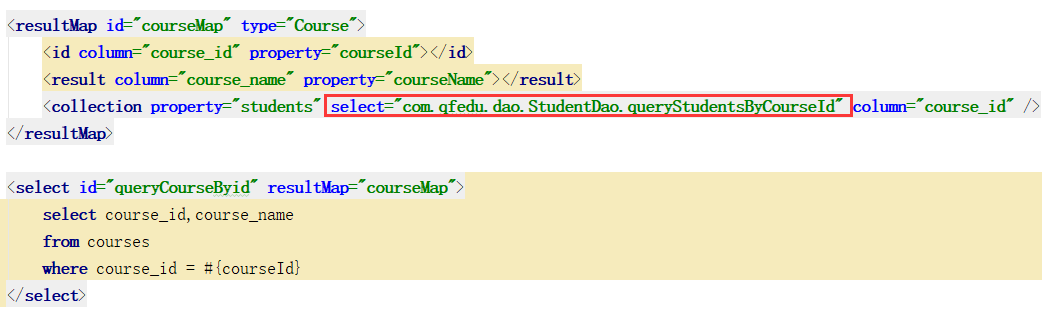 <resultMap id="courseMap" type="Course">
<id column="course_id" property="courseId"></id>
<result column="course_name" property="courseName"></result>
<collection property="students" select="com.qfedu.dao.StudentDao.queryStudentsByCourseId" column="course_id" />
</resultMap>
<select id="queryCourseByid" resultMap="courseMap">
select course_id,course_name
from courses
where course_id = #{courseId}
</select>